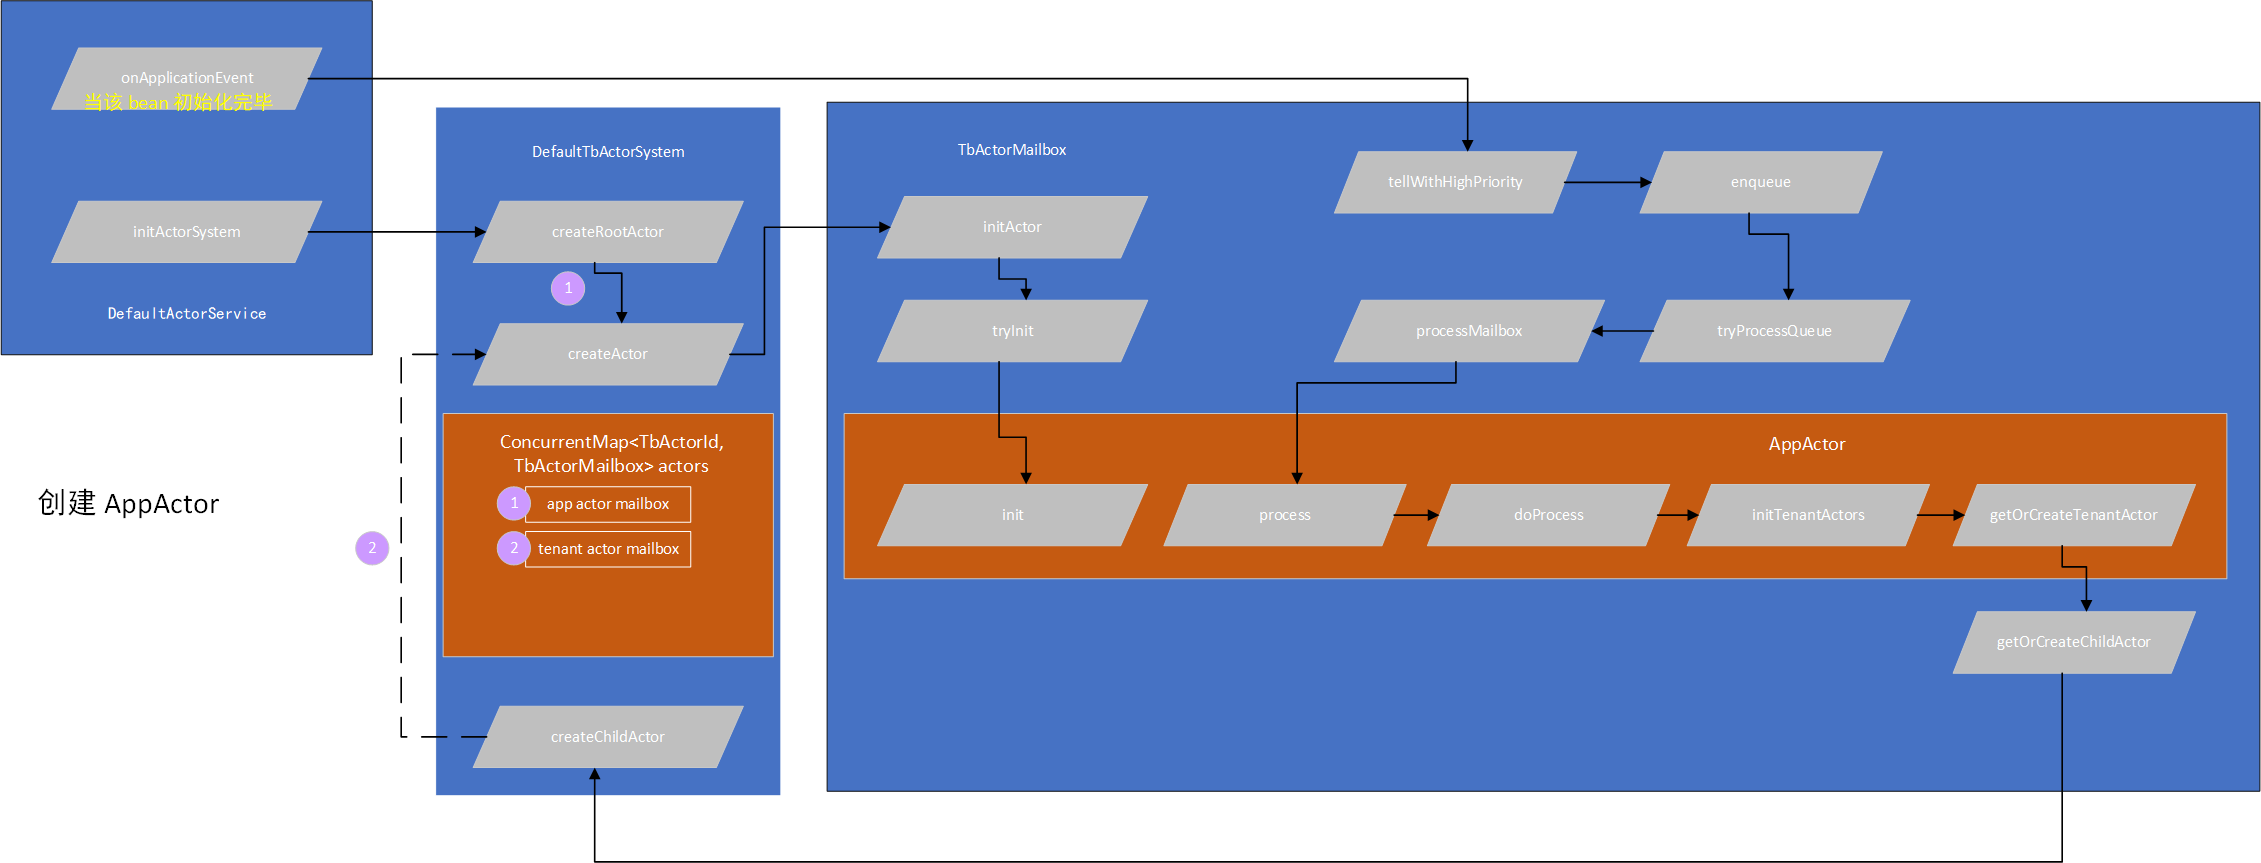 onApplicationEvent
当该 bean 初始化完毕
initActorSystem
DefaultActorService
创建 AppActor
DefaultTbActorSystem
createRootActor
1
createActor
ConcurrentMap<TbActorId,
TbActorMailbox> actors
1 app actor mailbox
2 tenant actor mailbox
2
createChildActor
TbActorMailbox
tellWithHighPriority
enqueue
initActor
tryInit
processMailbox
tryProcessQueue
AppActor
init
process
doProcess
initTenantActors
getOrCreateTenantActor
getOrCreateChildActor